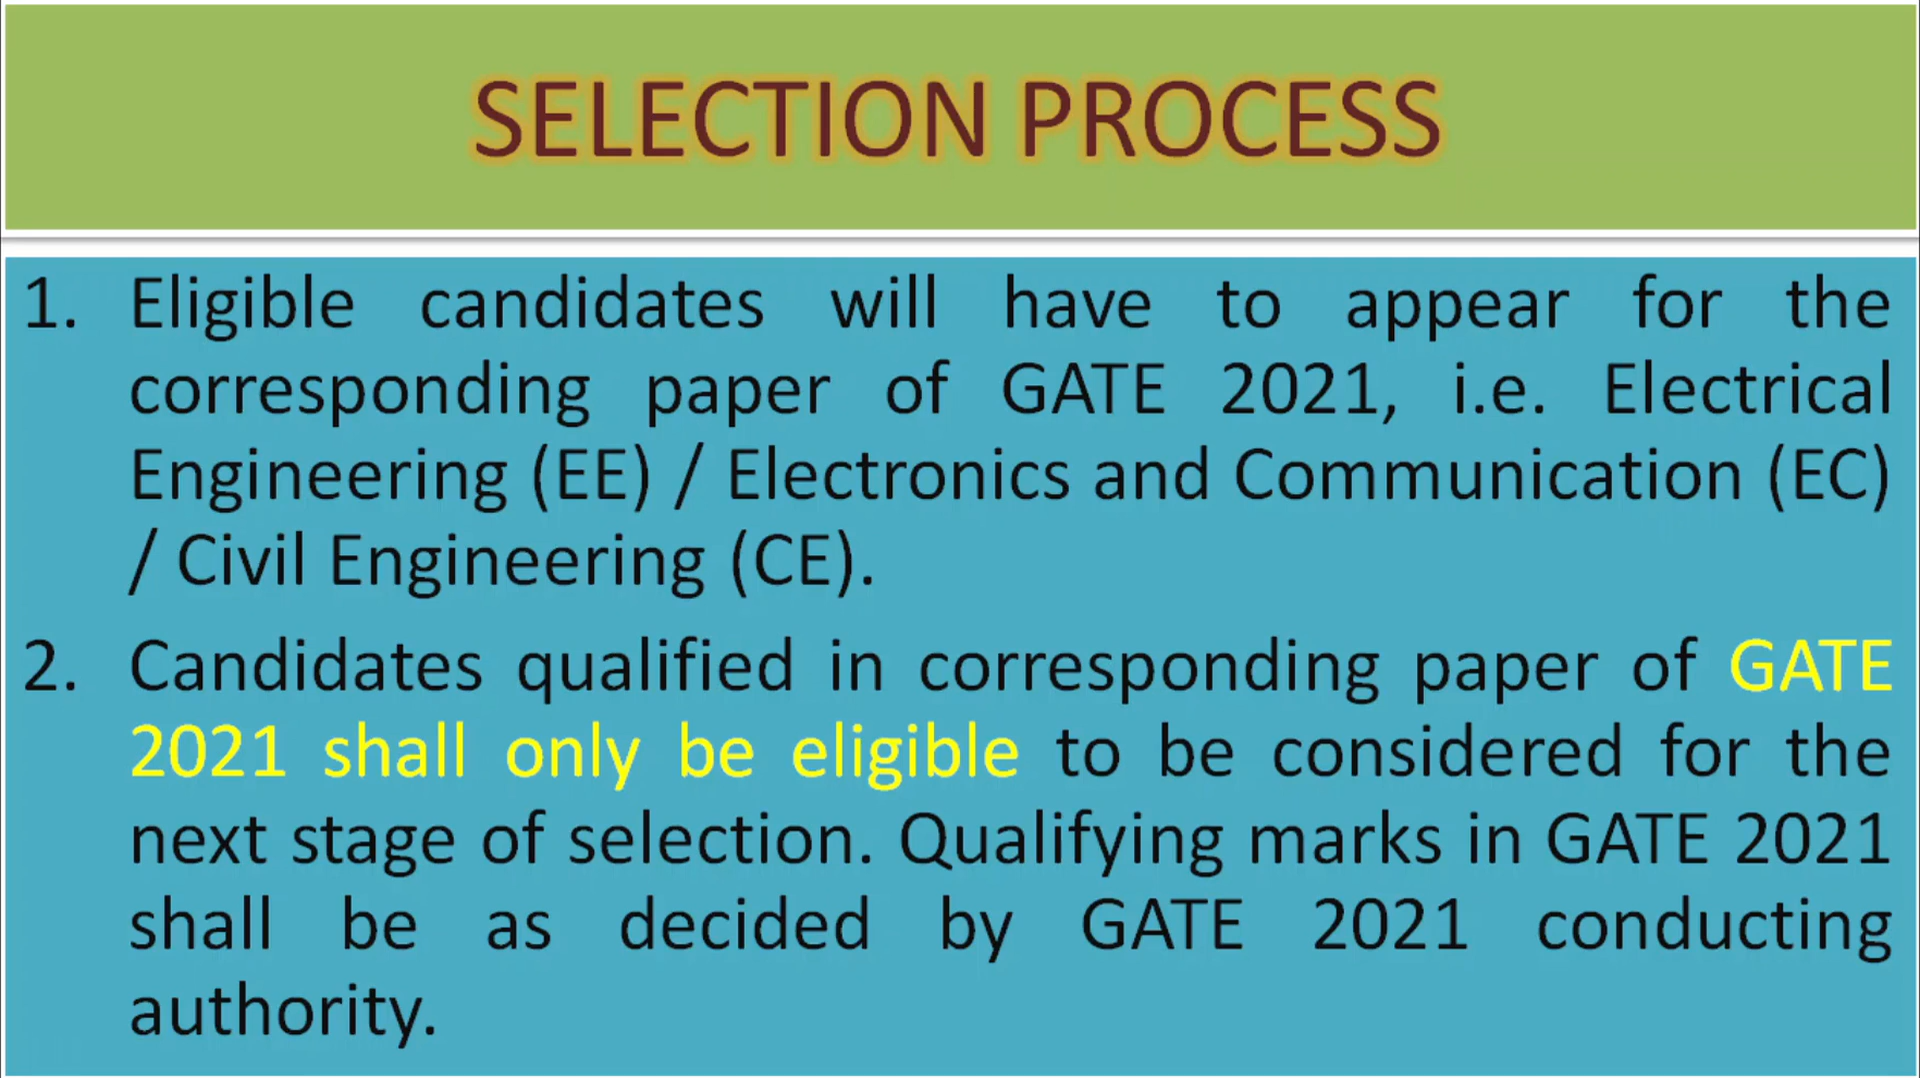 SELECTION PROCESS
1. Eligible candidates will have to appear for the
corresponding paper of GATE 2021, i.e. Electrical
Engineering (EE) / Electronics and Communication (EC)
/ Civil Engineering (CE).
2. Candidates qualified in corresponding paper of GATE
2021 shall only be eligible to be considered for the
next stage of selection. Qualifying marks in GATE 2021
shall be as decided by GATE 2021 conducting
authority.